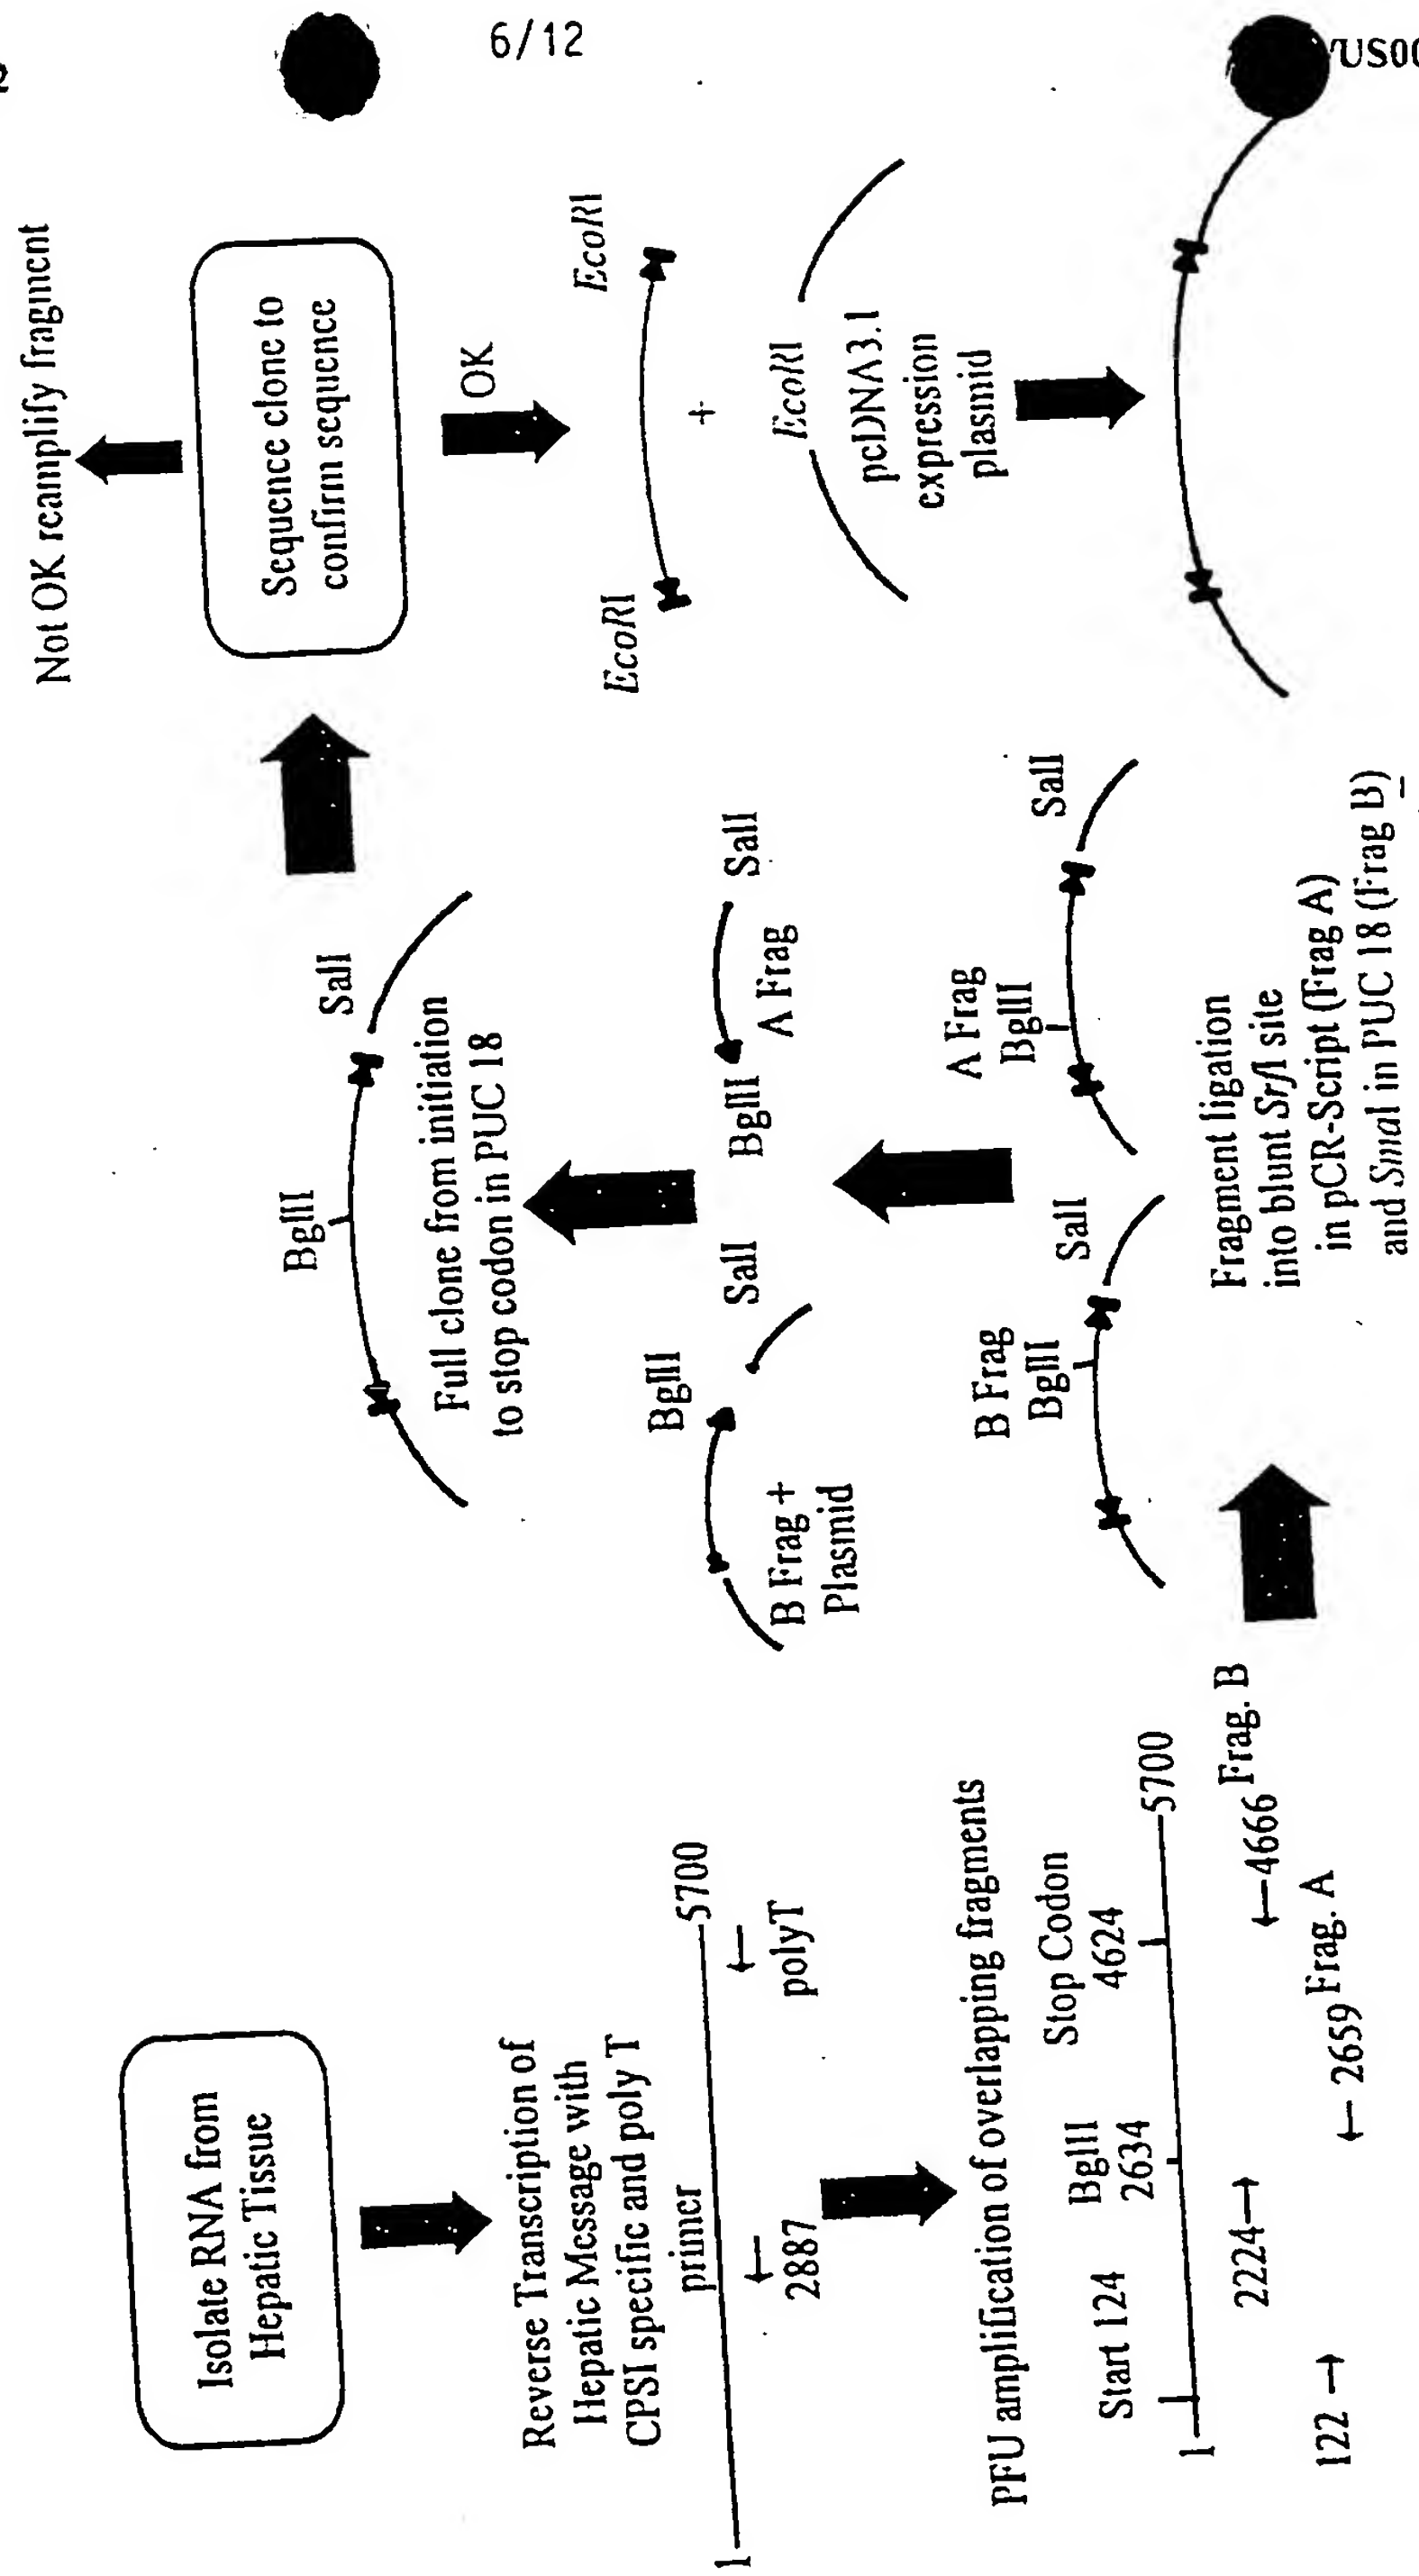 6/12
Isolate RNA from
Hepatic Tissue
Reverse Transcription of
Hepatic Message with
CPSI specific and poly T
primer
1
5700
←
2887
←
polyT
PFU amplification of overlapping fragments
Start 124
BglII
2634
Stop Codon
4624
1
5700
2224→
←4666
Frag. B
122 →
← 2659
Frag. A
B Frag
BglII
SalI
A Frag
BglII
SalI
Fragment ligation
into blunt SrfI site
in pCR-Script (Frag A)
and SmaI in PUC 18 (Frag B)
B Frag +
Plasmid
BglII
SalI
BglII
A Frag
SalI
BglII
SalI
Full clone from initiation
to stop codon in PUC 18
Sequence clone to
confirm sequence
Not OK reamplify fragment
OK
EcoRI
EcoRI
+
EcoRI
pcDNA3.1
expression
plasmid